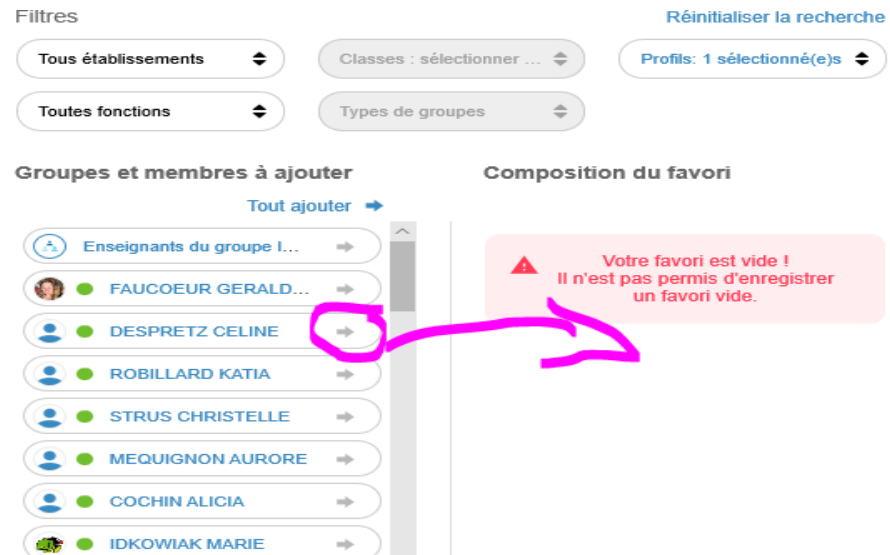 Filtres
Réinitialiser la recherche
Tous établissements
Classes : sélectionner ...
Profils: 1 sélectionné(e)s
Toutes fonctions
Types de groupes
Groupes et membres à ajouter
Tout ajouter
Enseignants du groupe I...
FAUCOEUR GERALD...
DESPRETZ CELINE
ROBILLARD KATIA
STRUS CHRISTELLE
MEQUIGNON AURORE
COCHIN ALICIA
IDKOWIAK MARIE
Composition du favori
Votre favori est vide !
Il n'est pas permis d'enregistrer
un favori vide.